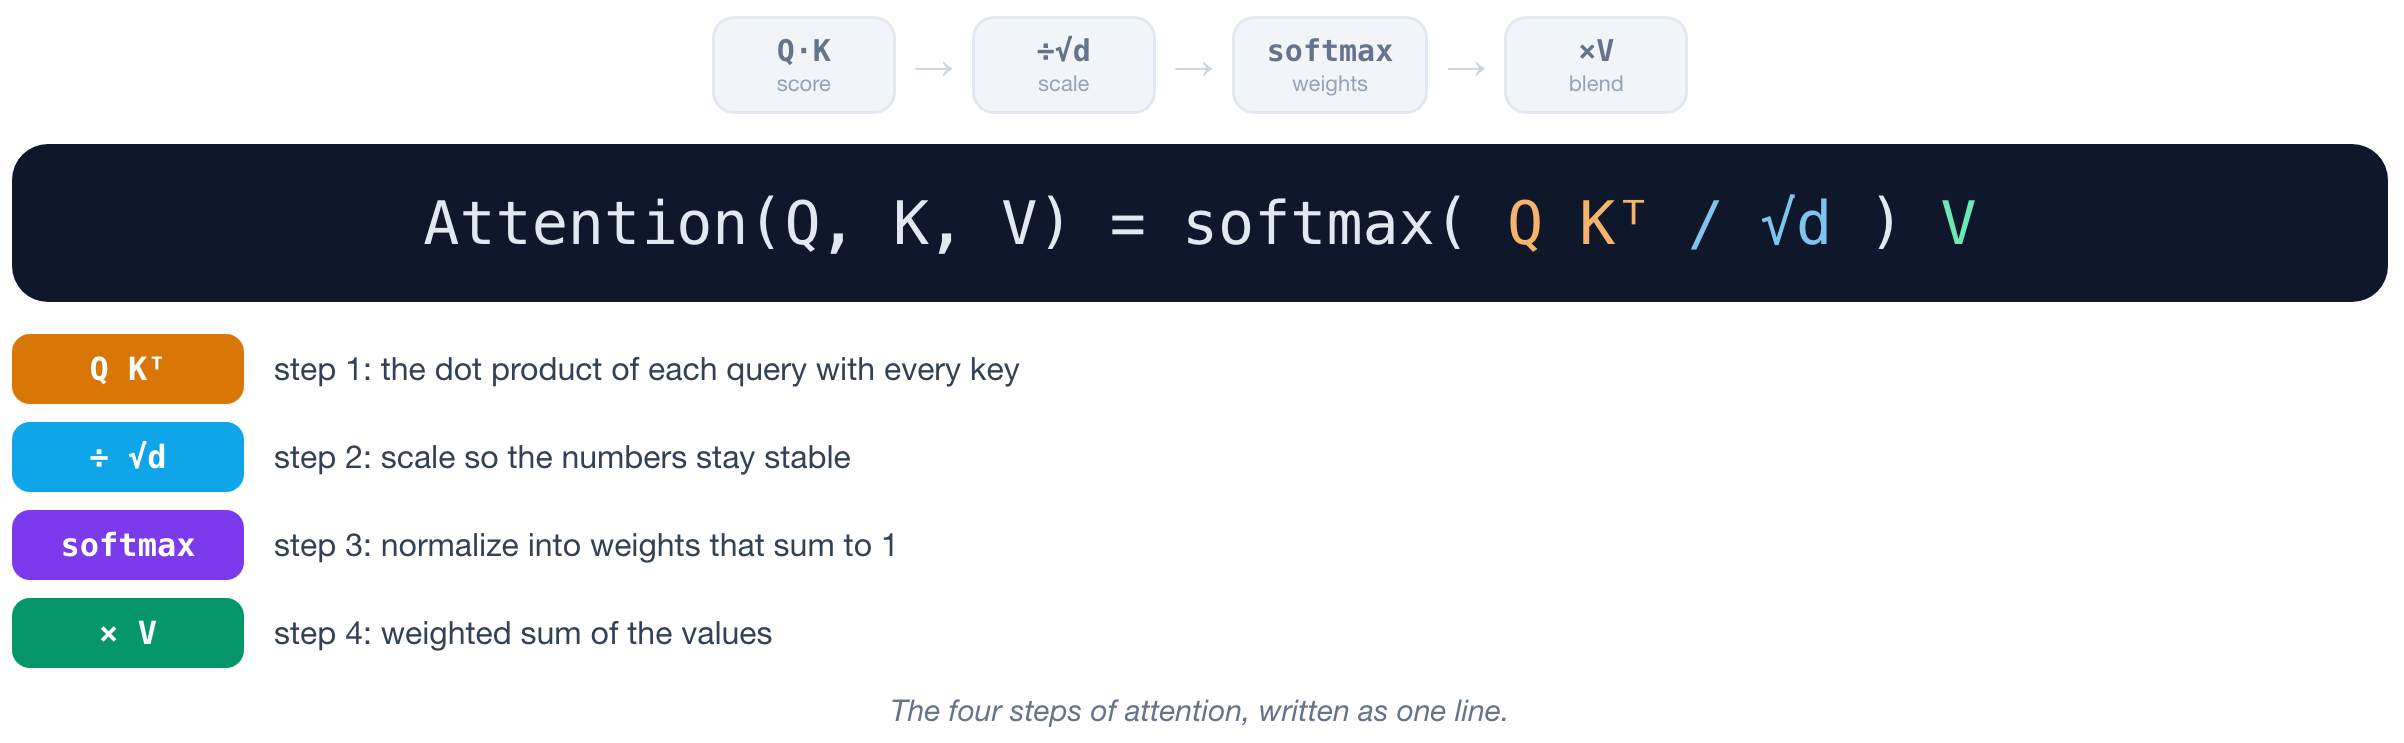 Q·K → ÷√d → softmax → ×V
score scale weights blend
Attention(Q, K, V) = softmax( Q Kᵀ / √d ) V
Q Kᵀ step 1: the dot product of each query with every key
÷ √d step 2: scale so the numbers stay stable
softmax step 3: normalize into weights that sum to 1
× V step 4: weighted sum of the values
The four steps of attention, written as one line.